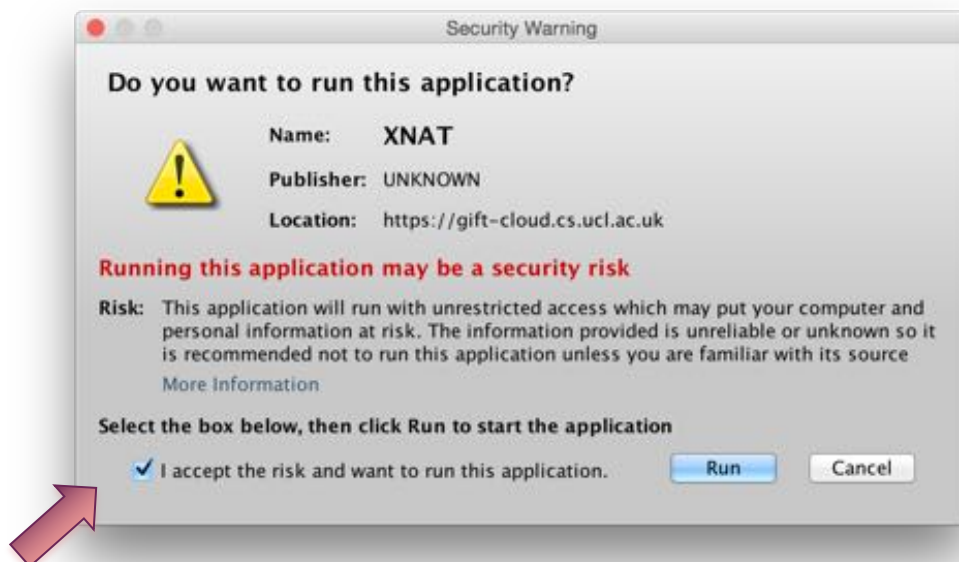 Security Warning
Do you want to run this application?
Name: XNAT
Publisher: UNKNOWN
Location: https://gift-cloud.cs.ucl.ac.uk
Running this application may be a security risk
Risk: This application will run with unrestricted access which may put your computer and
personal information at risk. The information provided is unreliable or unknown so it
is recommended not to run this application unless you are familiar with its source
More Information
Select the box below, then click Run to start the application
I accept the risk and want to run this application. Run Cancel